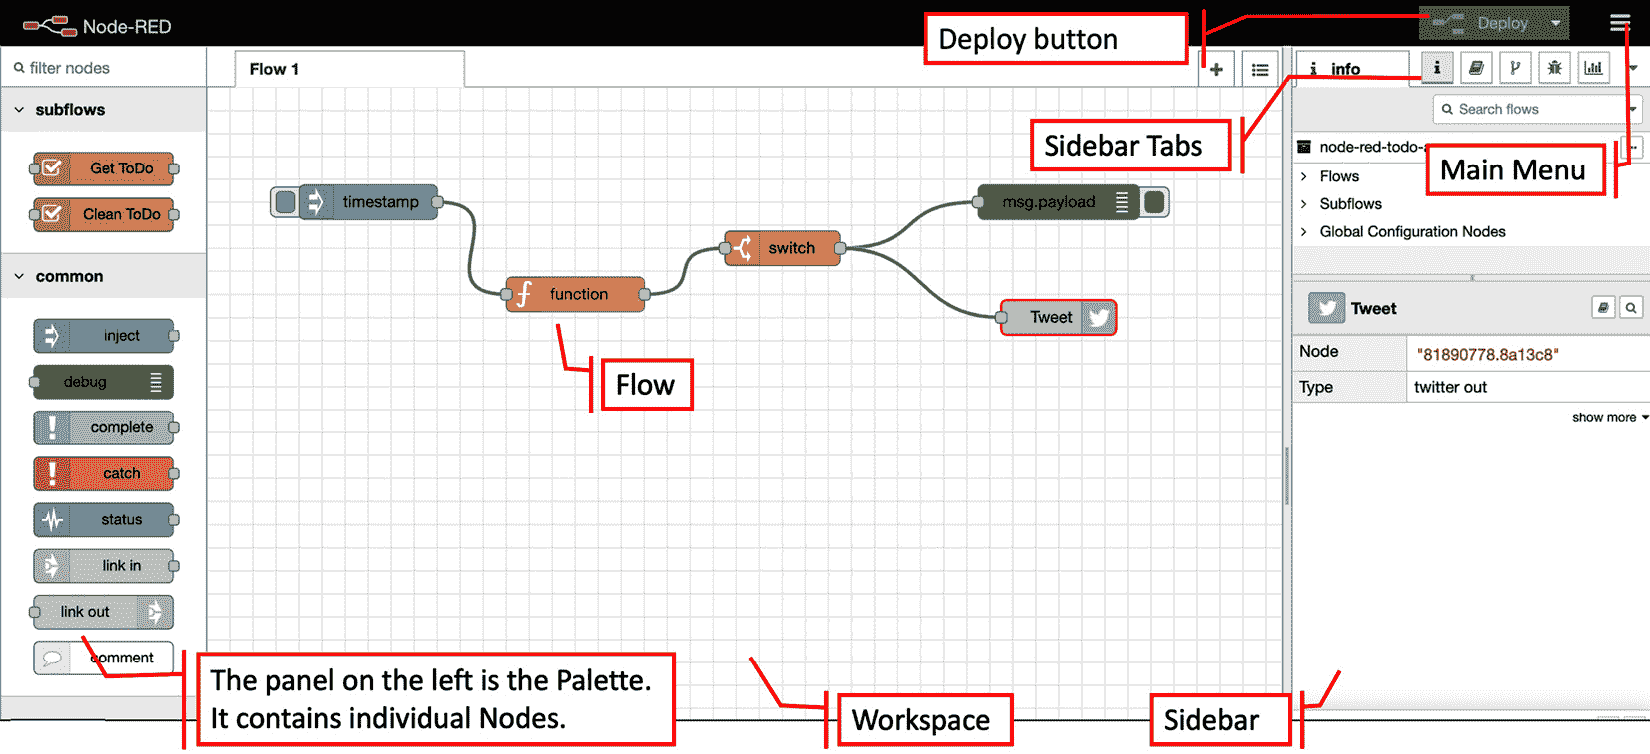 Node-RED
Deploy button
Deploy
filter nodes
Flow 1
info
subflows
Search flows
Sidebar Tabs
node-red-todo-
Main Menu
Get ToDo
Clean ToDo
Flows
Subflows
Global Configuration Nodes
timestamp
msg.payload
switch
function
Tweet
Flow
common
inject
debug
complete
catch
status
link in
link out
comment
Tweet
Node
"81890778.8a13c8"
Type
twitter out
show more
The panel on the left is the Palette.
It contains individual Nodes.
Workspace
Sidebar